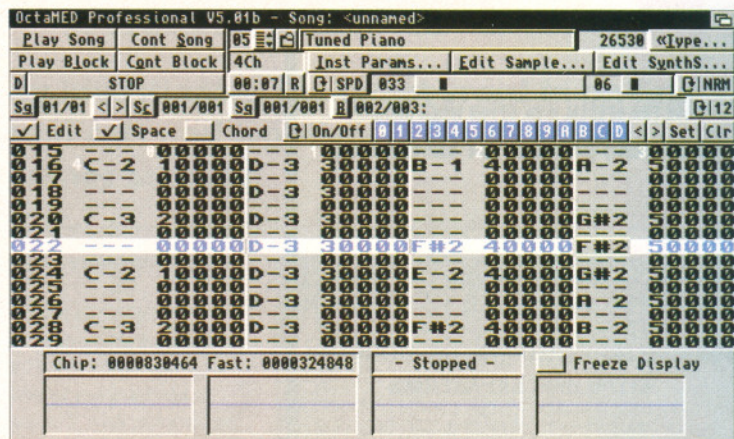 OctaMED Professional V5.01b - Song: <unnamed>
Play Song Cont Song 05 Tuned Piano 26530 «Type...
Play Block Cont Block 4Ch Inst Params... Edit Sample... Edit SynthS...
D STOP 00:07 R SPD 033 06 NRM
Sg 01/01 < > Sc 001/001 Sq 001/001 B 002/003: 12
Edit Space Chord On/Off 0 1 2 3 4 5 6 7 8 9 A B C D < > Set Clr
015 --- 00000 --- 00000 --- 00000 --- 00000
016 C-2 10000 D-3 30000 B-1 40000 A-2 50000
017 --- 00000 --- 00000 --- 00000 --- 00000
018 --- 00000 D-3 30000 --- 00000 --- 00000
019 --- 00000 --- 00000 --- 00000 --- 00000
020 C-3 20000 D-3 30000 --- 00000 G#2 50000
021 --- 00000 --- 00000 --- 00000 --- 00000
022 --- 00000 D-3 30000 F#2 40000 F#2 50000
023 --- 00000 --- 00000 --- 00000 --- 00000
024 C-2 10000 D-3 30000 E-2 40000 G#2 50000
025 --- 00000 --- 00000 --- 00000 --- 00000
026 --- 00000 D-3 30000 --- 00000 A-2 50000
027 --- 00000 --- 00000 --- 00000 --- 00000
028 C-3 20000 D-3 30000 F#2 40000 B-2 50000
029 --- 00000 --- 00000 --- 00000 --- 00000
Chip: 0000830464 Fast: 0000324848 - Stopped - Freeze Display